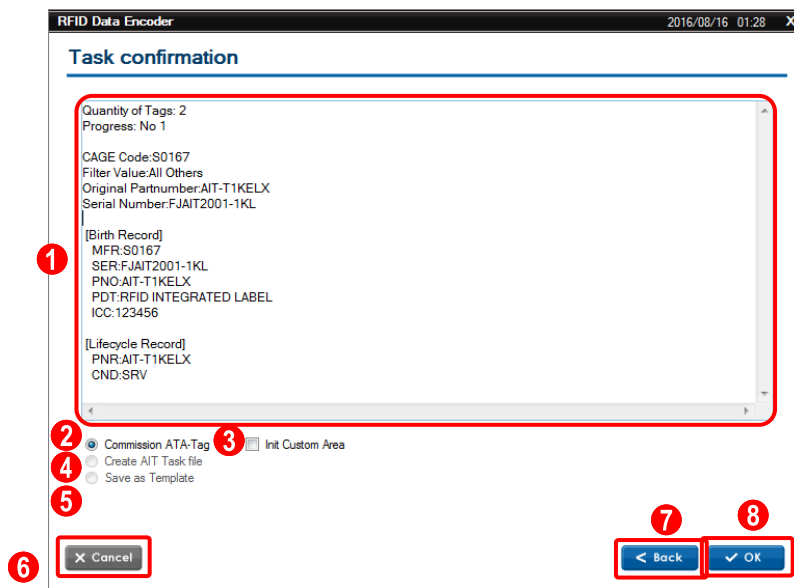 RFID Data Encoder 2016/08/16 01:28 X
Task confirmation
Quantity of Tags: 2
Progress: No 1
CAGE Code:S0167
Filter Value:All Others
Original Partnumber:AIT-T1KELX
Serial Number:FJAIT2001-1KL
[Birth Record]
MFR:S0167
SER:FJAIT2001-1KL
PNO:AIT-T1KELX
PDT:RFID INTEGRATED LABEL
ICC:123456
[Lifecycle Record]
PNR:AIT-T1KELX
CND:SRV
1
2 Commission ATA-Tag 3 Init Custom Area
4 Create AIT Task file
5 Save as Template
6 X Cancel
7 < Back
8 ✓ OK